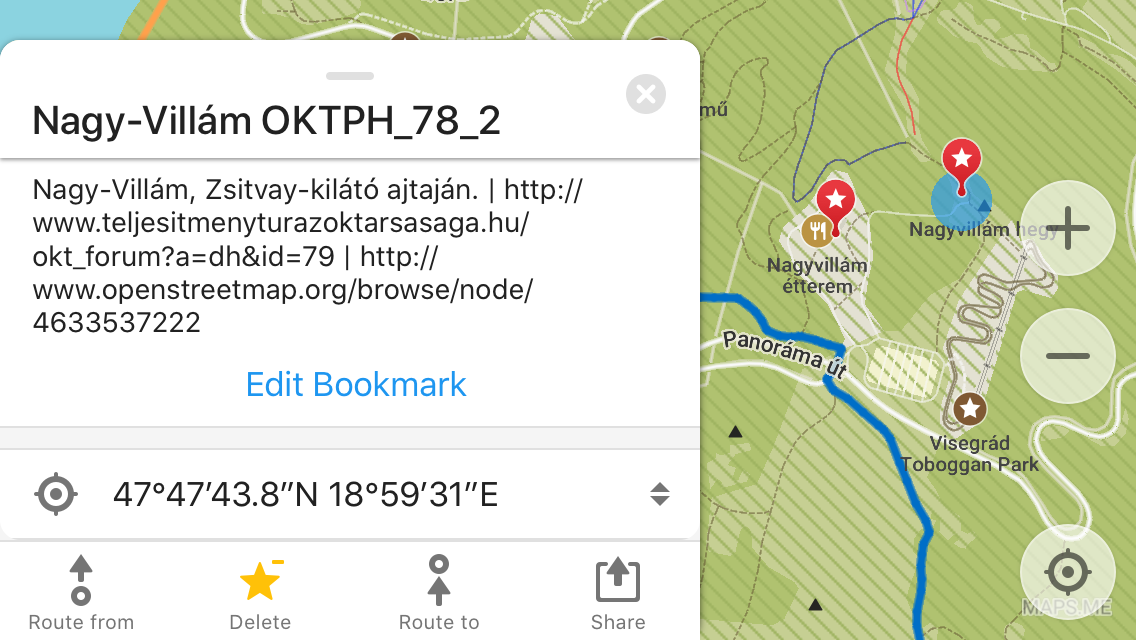 Nagy-Villám OKTPH_78_2
Nagy-Villám, Zsitvay-kilátó ajtaján. | http://
www.teljesitmenyturazoktarsasaga.hu/
okt_forum?a=dh&id=79 | http://
www.openstreetmap.org/browse/node/
4633537222
Edit Bookmark
47°47′43.8″N 18°59′31″E
Route from
Delete
Route to
Share
mű
Nagyvillám hegy
Nagyvillám
étterem
Panoráma út
Visegrád
Toboggan Park
MAPS.ME